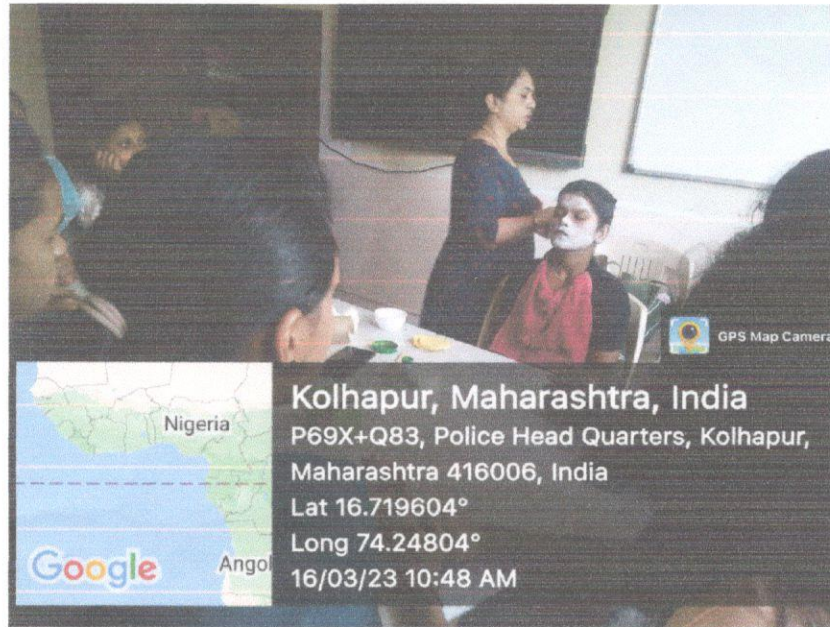 GPS Map Camera
Nigeria
Angol
Google
Kolhapur, Maharashtra, India
P69X+Q83, Police Head Quarters, Kolhapur,
Maharashtra 416006, India
Lat 16.719604°
Long 74.24804°
16/03/23 10:48 AM